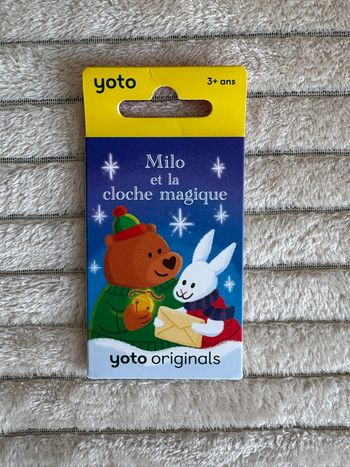 yoto
3+ ans
Milo
et la
cloche magique
yoto originals